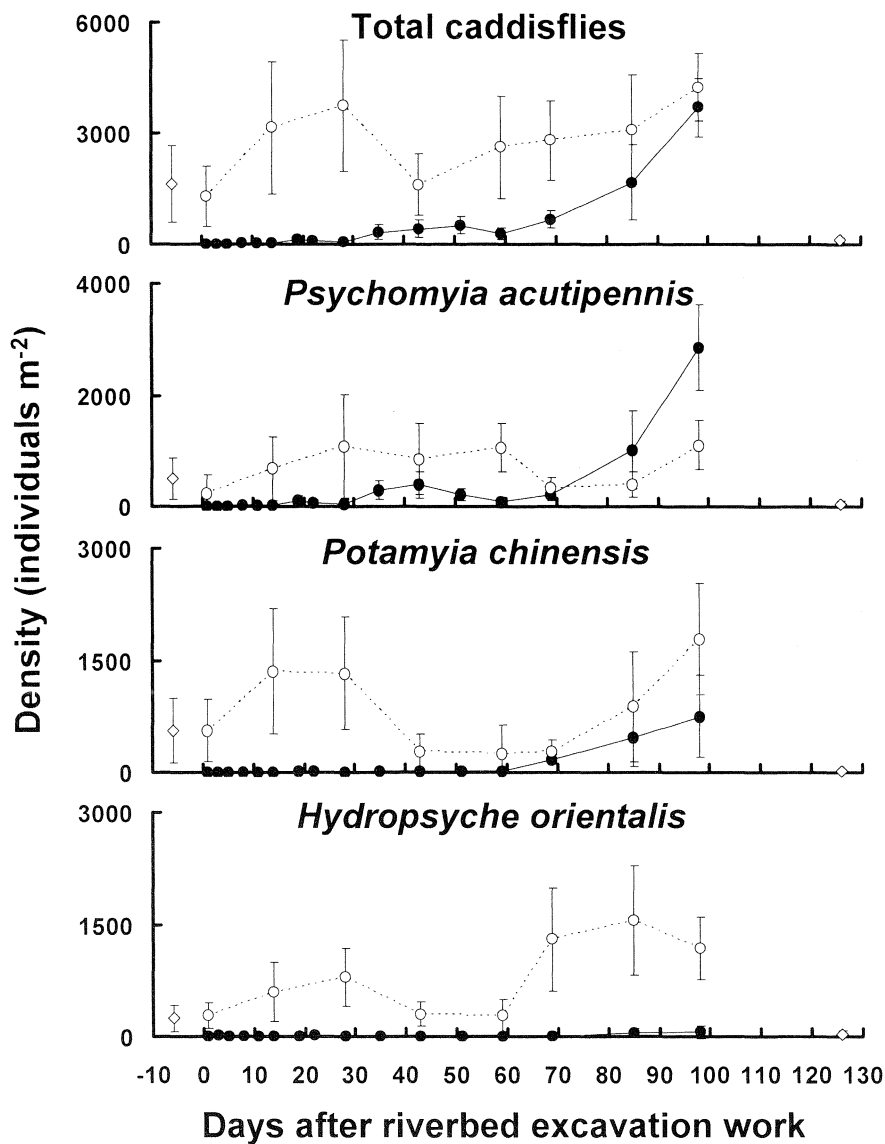 Total caddisflies
6000
3000
0
Psychomyia acutipennis
4000
2000
0
Potamyia chinensis
3000
1500
0
Hydropsyche orientalis
3000
1500
0
-10 0 10 20 30 40 50 60 70 80 90 100 110 120 130
Days after riverbed excavation work
Density (individuals m-2)